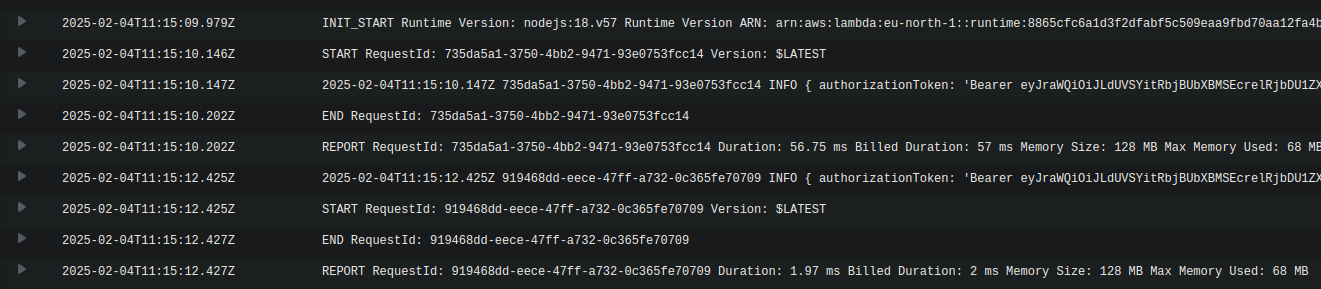 2025-02-04T11:15:09.979Z INIT_START Runtime Version: nodejs:18.v57 Runtime Version ARN: arn:aws:lambda:eu-north-1::runtime:8865cfc6a1d3f2dfabf5c509eaa9fbd70aa12fa4b
2025-02-04T11:15:10.146Z START RequestId: 735da5a1-3750-4bb2-9471-93e0753fcc14 Version: $LATEST
2025-02-04T11:15:10.147Z 2025-02-04T11:15:10.147Z 735da5a1-3750-4bb2-9471-93e0753fcc14 INFO { authorizationToken: 'Bearer eyJraWQiOiJLdUVSYitRbjBUbXBMSEcrelRjbDU1ZX
2025-02-04T11:15:10.202Z END RequestId: 735da5a1-3750-4bb2-9471-93e0753fcc14
2025-02-04T11:15:10.202Z REPORT RequestId: 735da5a1-3750-4bb2-9471-93e0753fcc14 Duration: 56.75 ms Billed Duration: 57 ms Memory Size: 128 MB Max Memory Used: 68 MB
2025-02-04T11:15:12.425Z 2025-02-04T11:15:12.425Z 919468dd-eece-47ff-a732-0c365fe70709 INFO { authorizationToken: 'Bearer eyJraWQiOiJLdUVSYitRbjBUbXBMSEcrelRjbDU1ZX
2025-02-04T11:15:12.425Z START RequestId: 919468dd-eece-47ff-a732-0c365fe70709 Version: $LATEST
2025-02-04T11:15:12.427Z END RequestId: 919468dd-eece-47ff-a732-0c365fe70709
2025-02-04T11:15:12.427Z REPORT RequestId: 919468dd-eece-47ff-a732-0c365fe70709 Duration: 1.97 ms Billed Duration: 2 ms Memory Size: 128 MB Max Memory Used: 68 MB